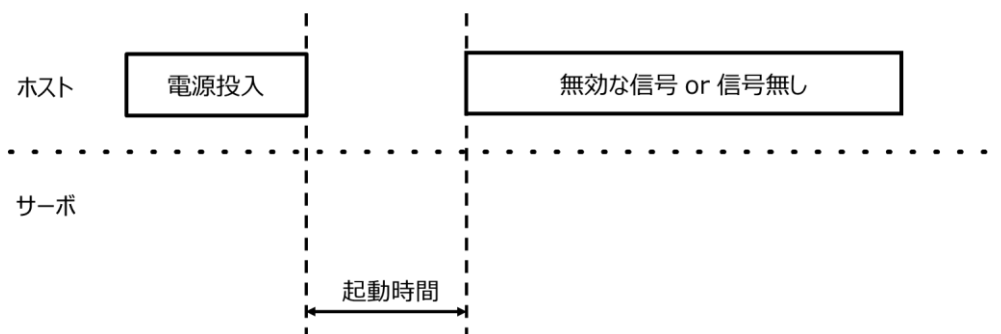 ホスト
電源投入
無効な信号 or 信号無し
サーボ
起動時間